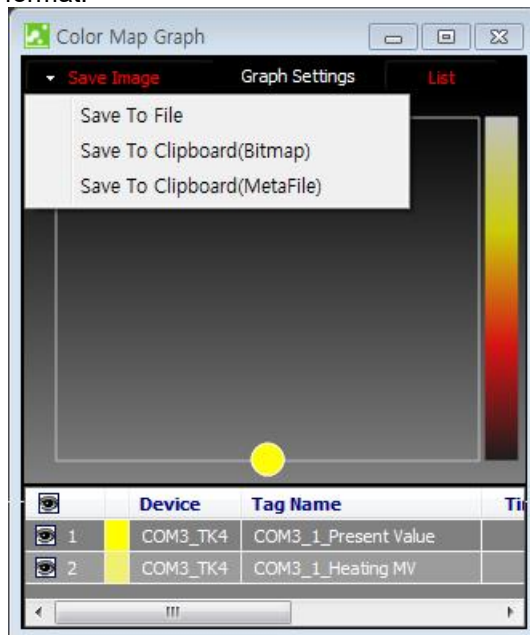 format.
Color Map Graph
Save Image Graph Settings List
Save To File
Save To Clipboard(Bitmap)
Save To Clipboard(MetaFile)
Device Tag Name
1 COM3_TK4 COM3_1_Present Value
2 COM3_TK4 COM3_1_Heating MV